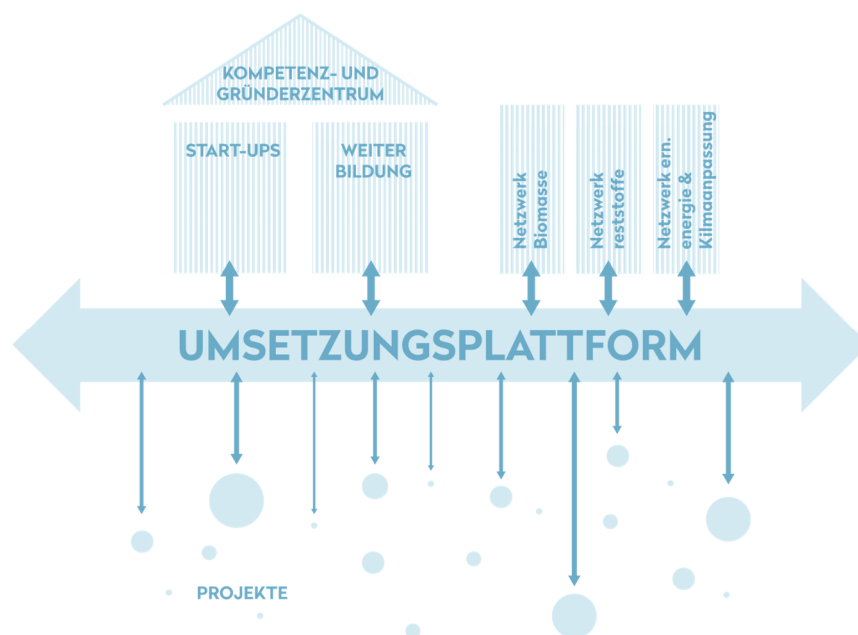 KOMPETENZ- UND
GRÜNDERZENTRUM
START-UPS
WEITER
BILDUNG
Netzwerk
Biomasse
Netzwerk
reststoffe
Netzwerk ern.
energie &
Kilmaanpassung
UMSETZUNGSPLATTFORM
PROJEKTE